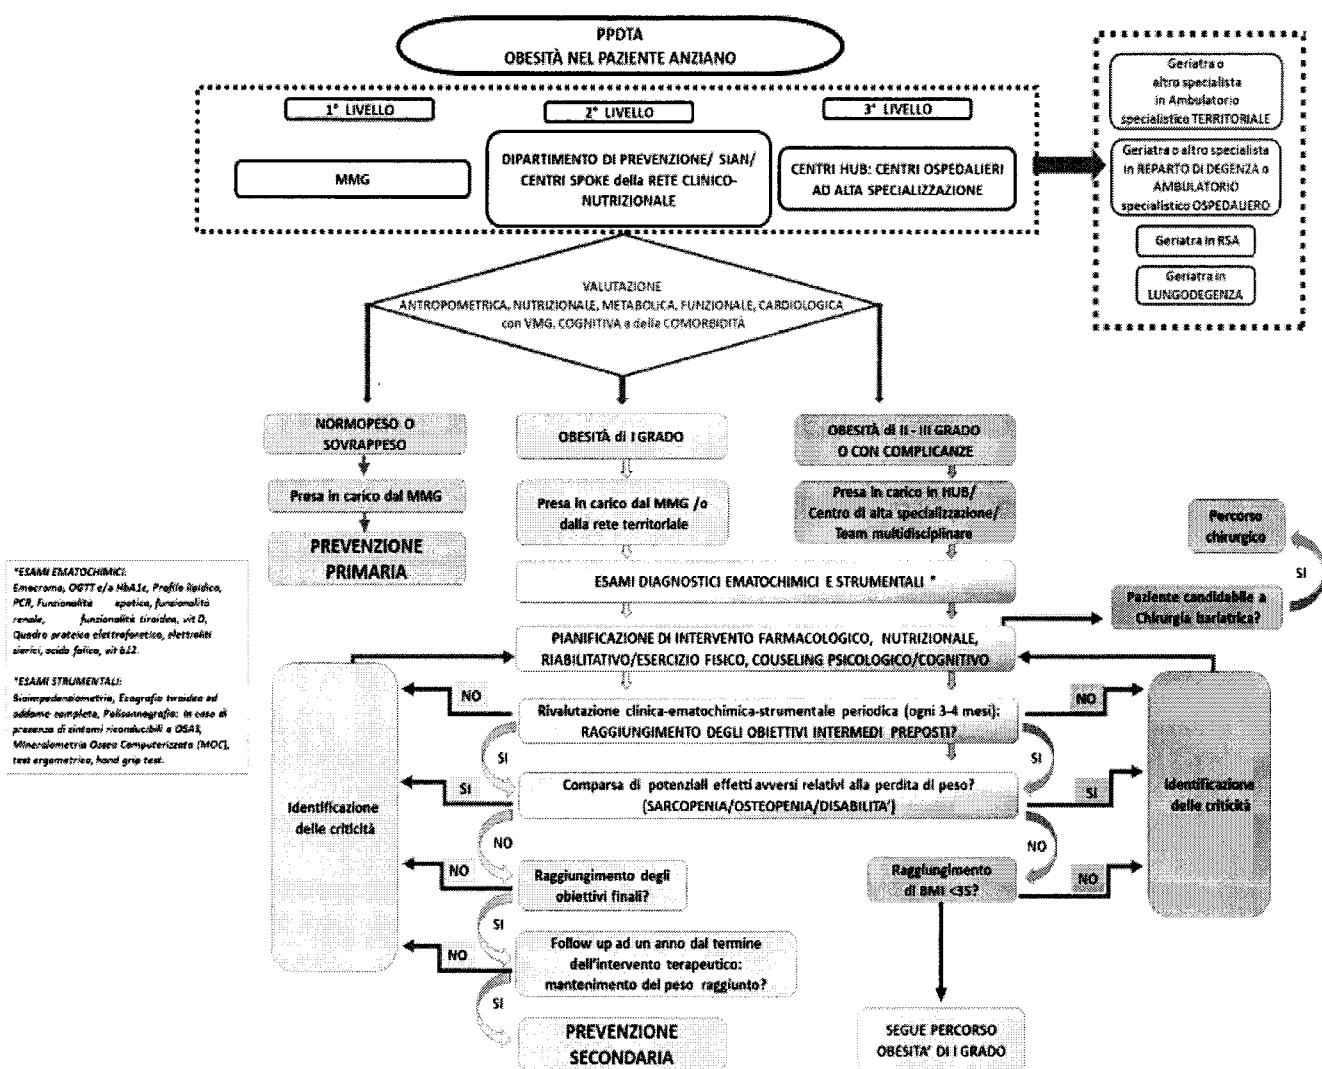 PPDTA
OBESITÀ NEL PAZIENTE ANZIANO
1° LIVELLO
2° LIVELLO
3° LIVELLO
MMG
DIPARTIMENTO DI PREVENZIONE/ SIAN/
CENTRI SPOKE della RETE CLINICO-
NUTRIZIONALE
CENTRI HUB: CENTRI OSPEDALIERI
AD ALTA SPECIALIZZAZIONE
Geriatra o
altro specialista
in Ambulatorio
specialistico TERRITORIALE
Geriatra o altro specialista
in REPARTO DI DEGENZA o
AMBULATORIO
specialistico OSPEDALIERO
Geriatra in RSA
Geriatra in
LUNGODEGENZA
VALUTAZIONE
ANTROPOMETRICA, NUTRIZIONALE, METABOLICA, FUNZIONALE, CARDIOLOGICA
con VMG, COGNITIVA e della COMORBIDITÀ
NORMOPESO O
SOVRAPPESO
Presa in carico dal MMG
PREVENZIONE
PRIMARIA
OBESITÀ di I GRADO
Presa in carico dal MMG /o
dalla rete territoriale
OBESITÀ di II - III GRADO
O CON COMPLICANZE
Presa in carico in HUB/
Centro di alta specializzazione/
Team multidisciplinare
Percorso
chirurgico
SI
Paziente candidabile a
Chirurgia bariatrica?
ESAMI DIAGNOSTICI EMATOCHIMICI E STRUMENTALI *
PIANIFICAZIONE DI INTERVENTO FARMACOLOGICO, NUTRIZIONALE,
RIABILITATIVO/ESERCIZIO FISICO, COUSELING PSICOLOGICO/COGNITIVO
*ESAMI EMATOCHIMICI:
Emocromo, OGTT e/o HbA1c, Profilo lipidico,
PCR, Funzionalità epatica, funzionalità
renale, funzionalità tiroidea, vit D,
Quadro proteico elettroforetico, elettroliti
sierici, acido folico, vit b12.
*ESAMI STRUMENTALI:
Bioimpedensiometria, Ecografia tiroidea ed
addome completo, Polisonnografia: in caso di
presenza di sintomi riconducibili a OSAS,
Mineralometria Ossea Computerizzata (MOC),
test ergometrico, hand grip test.
NO
Rivalutazione clinica-ematochimica-strumentale periodica (ogni 3-4 mesi):
RAGGIUNGIMENTO DEGLI OBIETTIVI INTERMEDI PREPOSTI?
NO
SI
SI
SI
Comparsa di potenziali effetti avversi relativi alla perdita di peso?
(SARCOPENIA/OSTEOPENIA/DISABILITA')
SI
Identificazione
delle criticità
Identificazione
delle criticità
NO
NO
NO
Raggiungimento degli
obiettivi finali?
Raggiungimento
di BMI <35?
NO
SI
NO
Follow up ad un anno dal termine
dell'intervento terapeutico:
mantenimento del peso raggiunto?
SI
PREVENZIONE
SECONDARIA
SEGUE PERCORSO
OBESITA' DI I GRADO